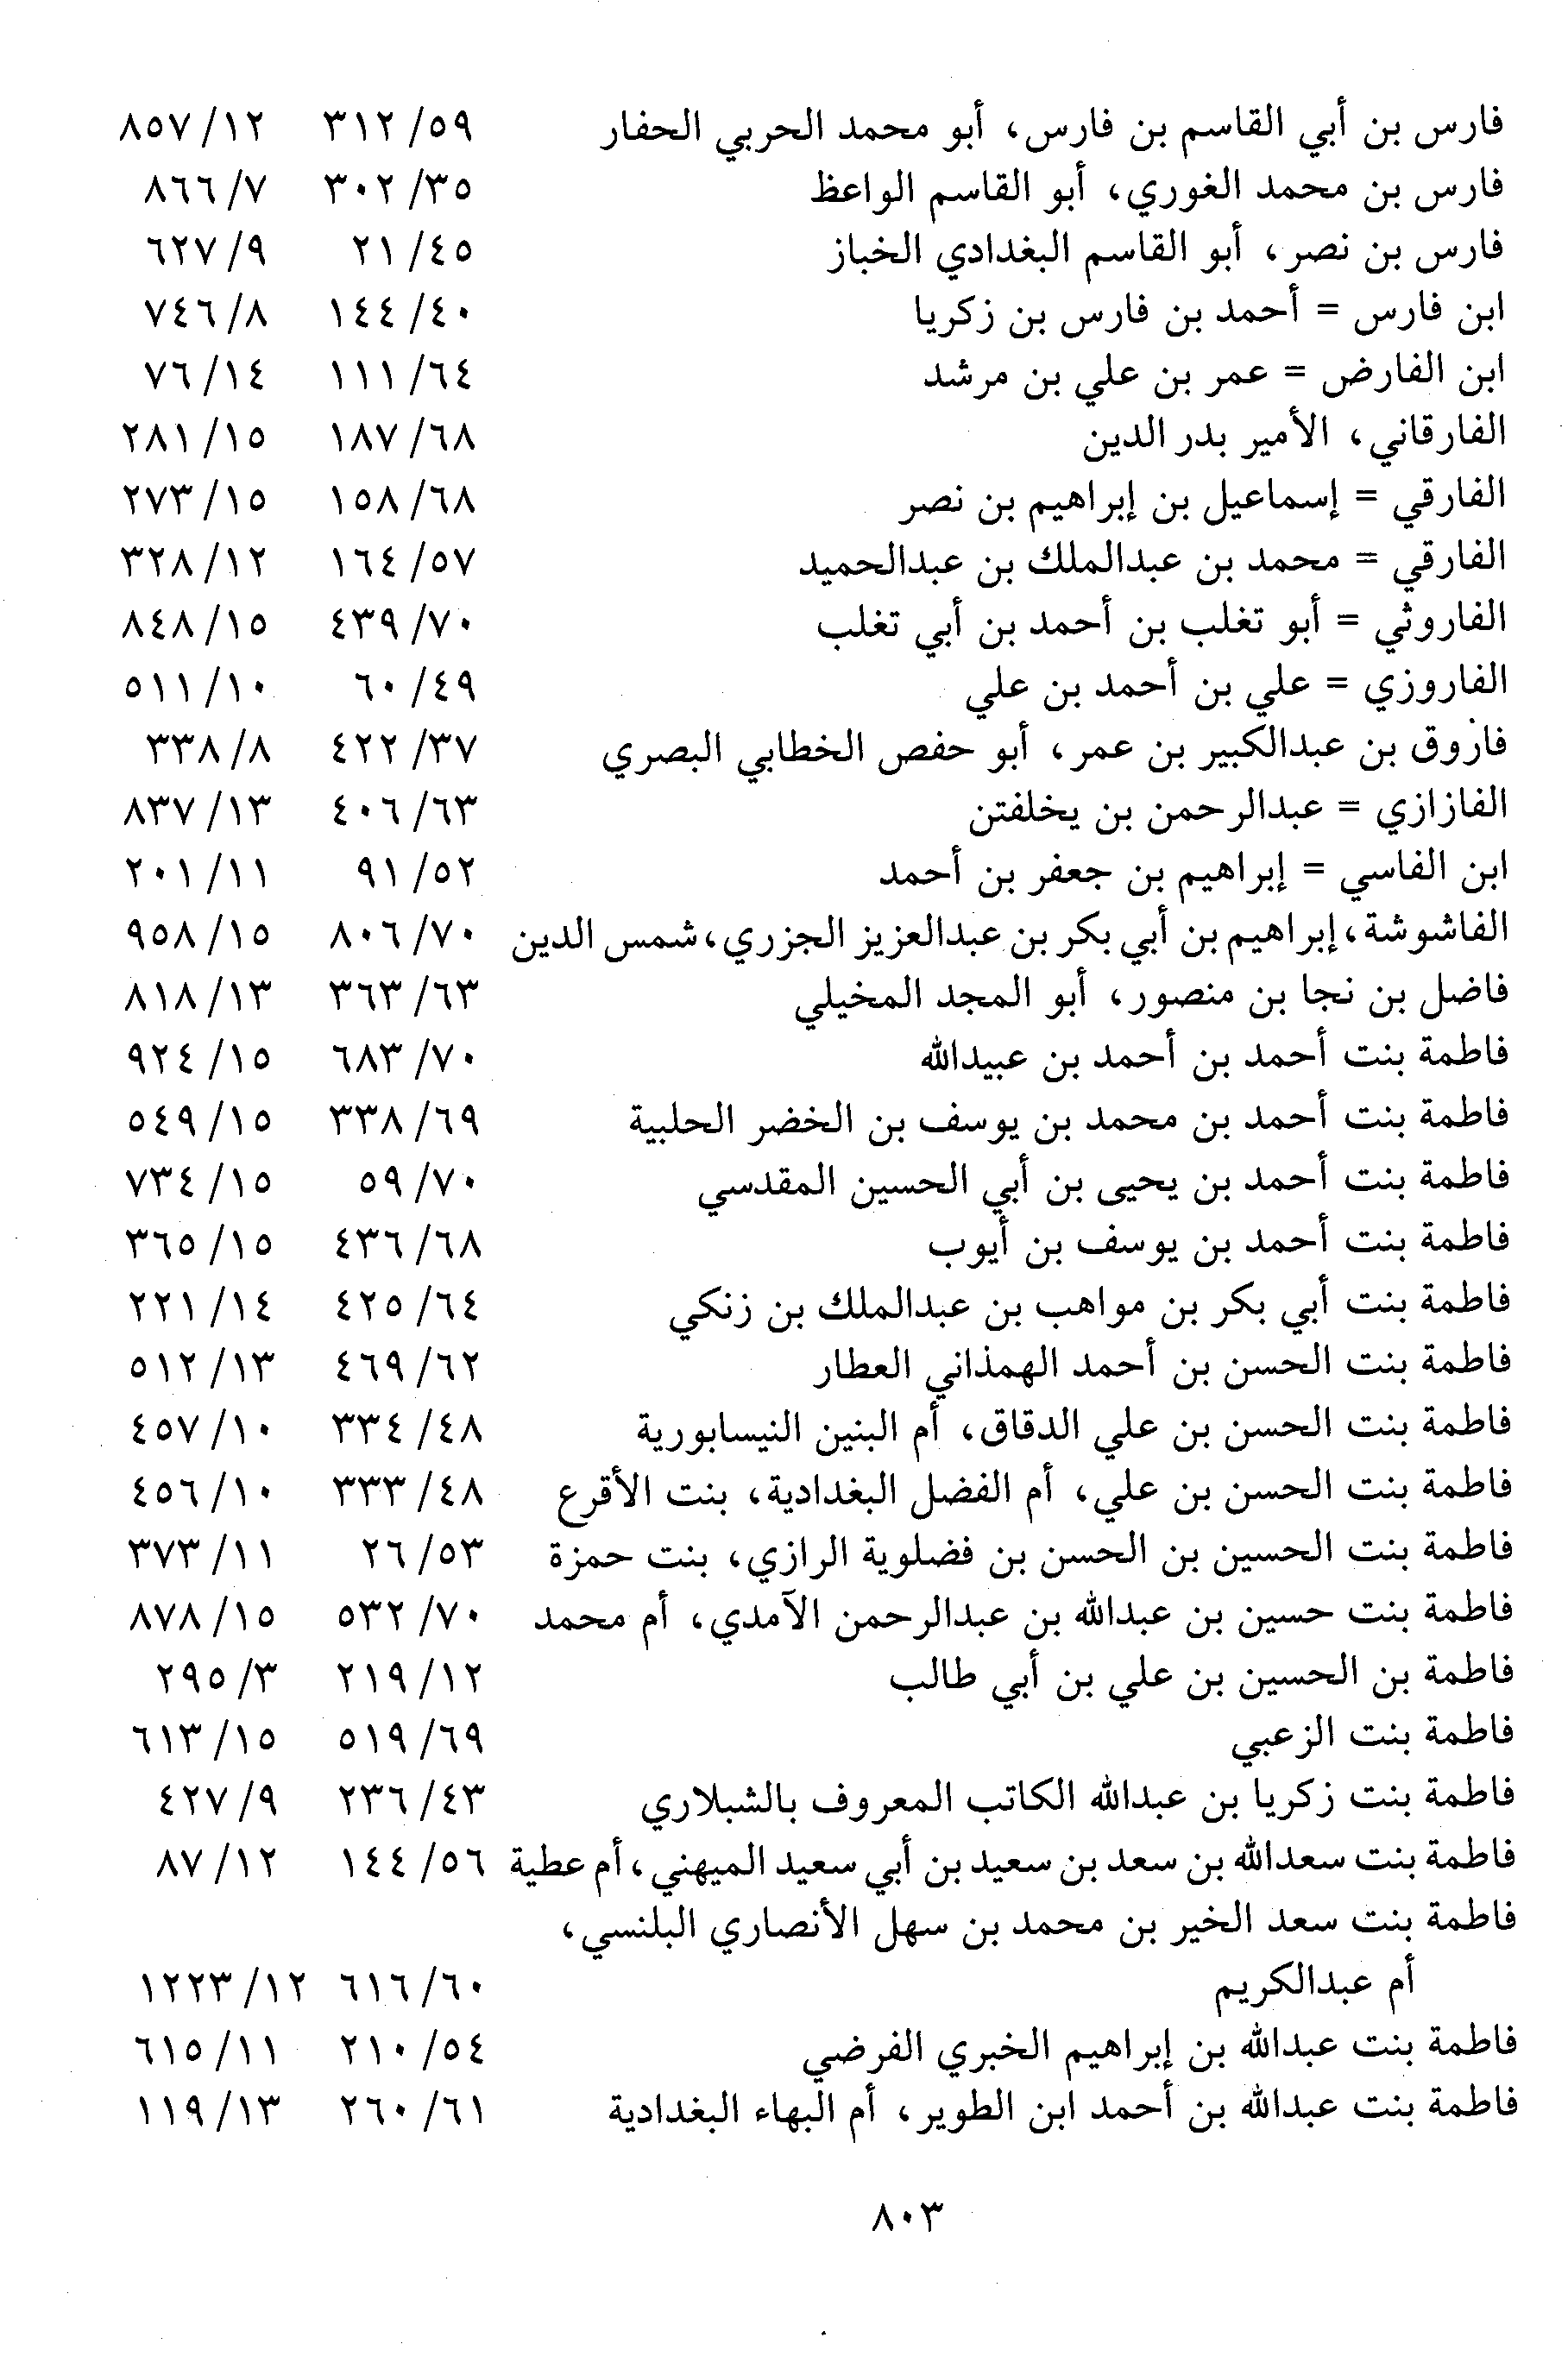 فارس بن أبي القاسم بن فارس، أبو محمد الحربي الحفار ٥٩/ ٣١٢ ١٢/ ٨٥٧
فارس بن محمد الغوري، أبو القاسم الواعظ ٣٥/ ٣٠٢ ٧/ ٨٦٦
فارس بن نصر، أبو القاسم البغدادي الخباز ٤٥/ ٢١ ٩/ ٦٢٧
ابن فارس = أحمد بن فارس بن زكريا ٤٠/ ١٤٤ ٨/ ٧٤٦
ابن الفارض = عمر بن علي بن مرشد ٦٤/ ١١١ ١٤/ ٧٦
الفارقاني، الأمير بدر الدين ٦٨/ ١٨٧ ١٥/ ٢٨١
الفارقي = إسماعيل بن إبراهيم بن نصر ٦٨/ ١٥٨ ١٥/ ٢٧٣
الفارقي = محمد بن عبدالملك بن عبدالحميد ٥٧/ ١٦٤ ١٢/ ٣٢٨
الفاروثي = أبو تغلب بن أحمد بن أبي تغلب ٧٠/ ٤٣٩ ١٥/ ٨٤٨
الفاروزي = علي بن أحمد بن علي ٤٩/ ٦٠ ١٠/ ٥١١
فاروق بن عبدالكبير بن عمر، أبو حفص الخطابي البصري ٣٧/ ٤٢٢ ٨/ ٣٣٨
الفازازي = عبدالرحمن بن يخلفتن ٦٣/ ٤٠٦ ١٣/ ٨٣٧
ابن الفاسي = إبراهيم بن جعفر بن أحمد ٥٢/ ٩١ ١١/ ٢٠١
الفاشوشة، إبراهيم بن أبي بكر بن عبدالعزيز الجزري، شمس الدين ٧٠/ ٨٠٦ ١٥/ ٩٥٨
فاضل بن نجا بن منصور، أبو المجد المخيلي ٦٣/ ٣٦٣ ١٣/ ٨١٨
فاطمة بنت أحمد بن أحمد بن عبيدالله ٧٠/ ٦٨٣ ١٥/ ٩٢٤
فاطمة بنت أحمد بن محمد بن يوسف بن الخضر الحلبية ٦٩/ ٣٣٨ ١٥/ ٥٤٩
فاطمة بنت أحمد بن يحيى بن أبي الحسين المقدسي ٧٠/ ٥٩ ١٥/ ٧٣٤
فاطمة بنت أحمد بن يوسف بن أيوب ٦٨/ ٤٣٦ ١٥/ ٣٦٥
فاطمة بنت أبي بكر بن مواهب بن عبدالملك بن زنكي ٦٤/ ٤٢٥ ١٤/ ٢٢١
فاطمة بنت الحسن بن أحمد الهمذاني العطار ٦٢/ ٤٦٩ ١٣/ ٥١٢
فاطمة بنت الحسن بن علي الدقاق، أم البنين النيسابورية ٤٨/ ٣٣٤ ١٠/ ٤٥٧
فاطمة بنت الحسن بن علي، أم الفضل البغدادية، بنت الأقرع ٤٨/ ٣٣٣ ١٠/ ٤٥٦
فاطمة بنت الحسين بن الحسن بن فضلوية الرازي، بنت حمزة ٥٣/ ٢٦ ١١/ ٣٧٣
فاطمة بنت حسين بن عبدالله بن عبدالرحمن الآمدي، أم محمد ٧٠/ ٥٣٢ ١٥/ ٨٧٨
فاطمة بن الحسين بن علي بن أبي طالب ١٢/ ٢١٩ ٣/ ٢٩٥
فاطمة بنت الزعبي ٦٩/ ٥١٩ ١٥/ ٦١٣
فاطمة بنت زكريا بن عبدالله الكاتب المعروف بالشبلاري ٤٣/ ٢٣٦ ٩/ ٤٢٧
فاطمة بنت سعدالله بن سعد بن سعيد بن أبي سعيد الميهني، أم عطية ٥٦/ ١٤٤ ١٢/ ٨٧
فاطمة بنت سعد الخير بن محمد بن سهل الأنصاري البلنسي،
أم عبدالكريم ٦٠/ ٦١٦ ١٢/ ١٢٢٣
فاطمة بنت عبدالله بن إبراهيم الخبري الفرضي ٥٤/ ٢١٠ ١١/ ٦١٥
فاطمة بنت عبدالله بن أحمد ابن الطوير، أم البهاء البغدادية ٦١/ ٢٦٠ ١٣/ ١١٩
٨٠٣